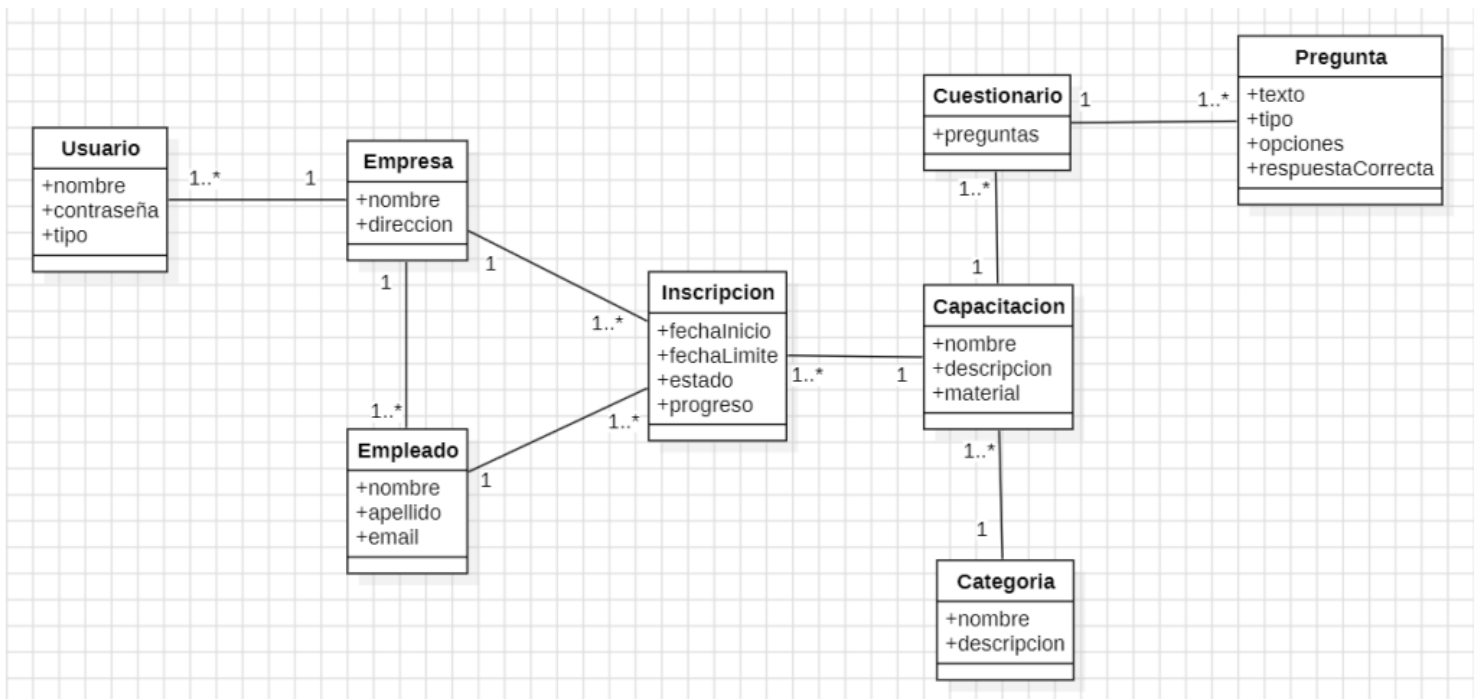 Usuario
+nombre
+contraseña
+tipo
1..*
1
Empresa
+nombre
+direccion
1
1..*
1
1..*
Empleado
+nombre
+apellido
+email
1
1..*
Inscripcion
+fechaInicio
+fechaLimite
+estado
+progreso
1..*
1
Capacitacion
+nombre
+descripcion
+material
1
1..*
Cuestionario
+preguntas
1
1..*
Pregunta
+texto
+tipo
+opciones
+respuestaCorrecta
1..*
1
Categoria
+nombre
+descripcion